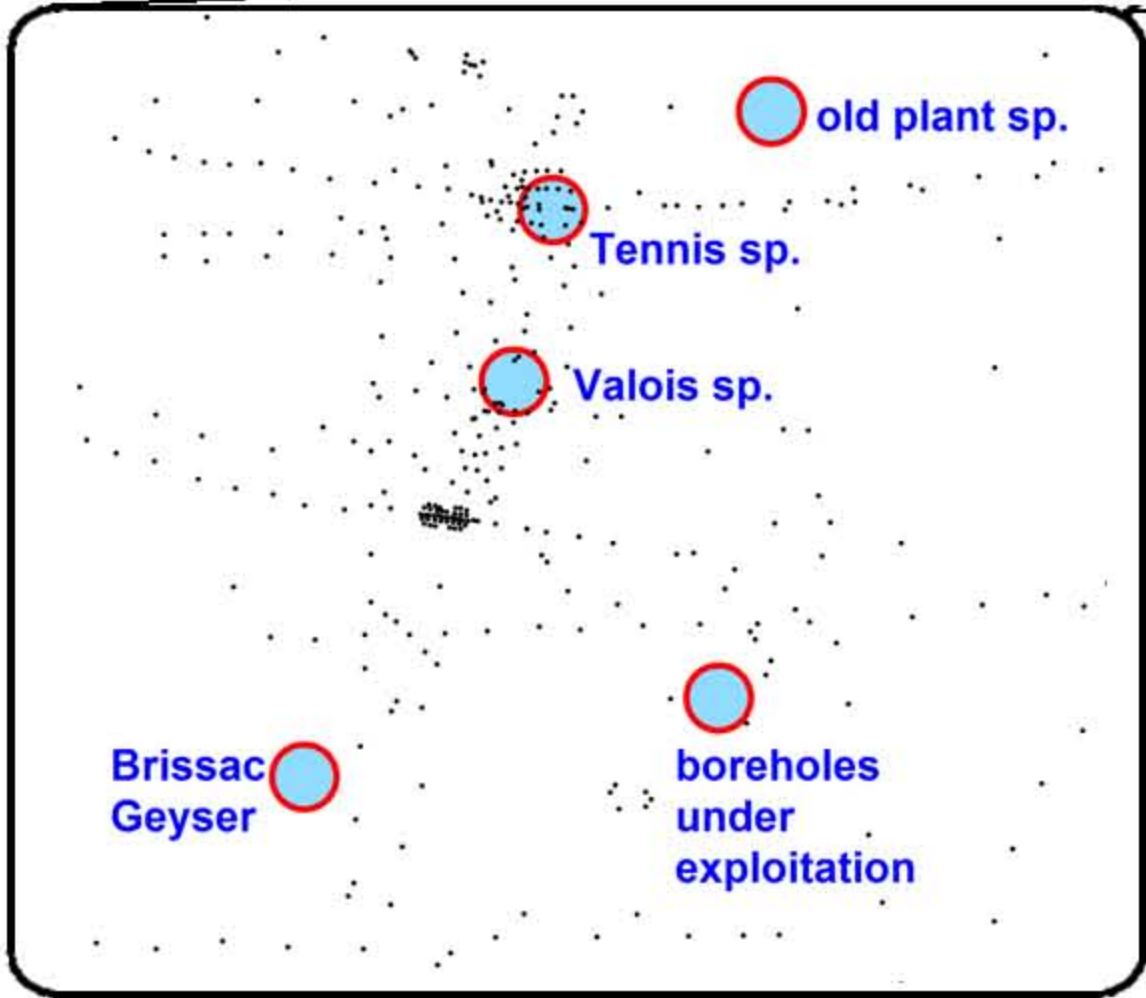 old plant sp.
Tennis sp.
Valois sp.
Brissac
Geyser
boreholes
under
exploitation